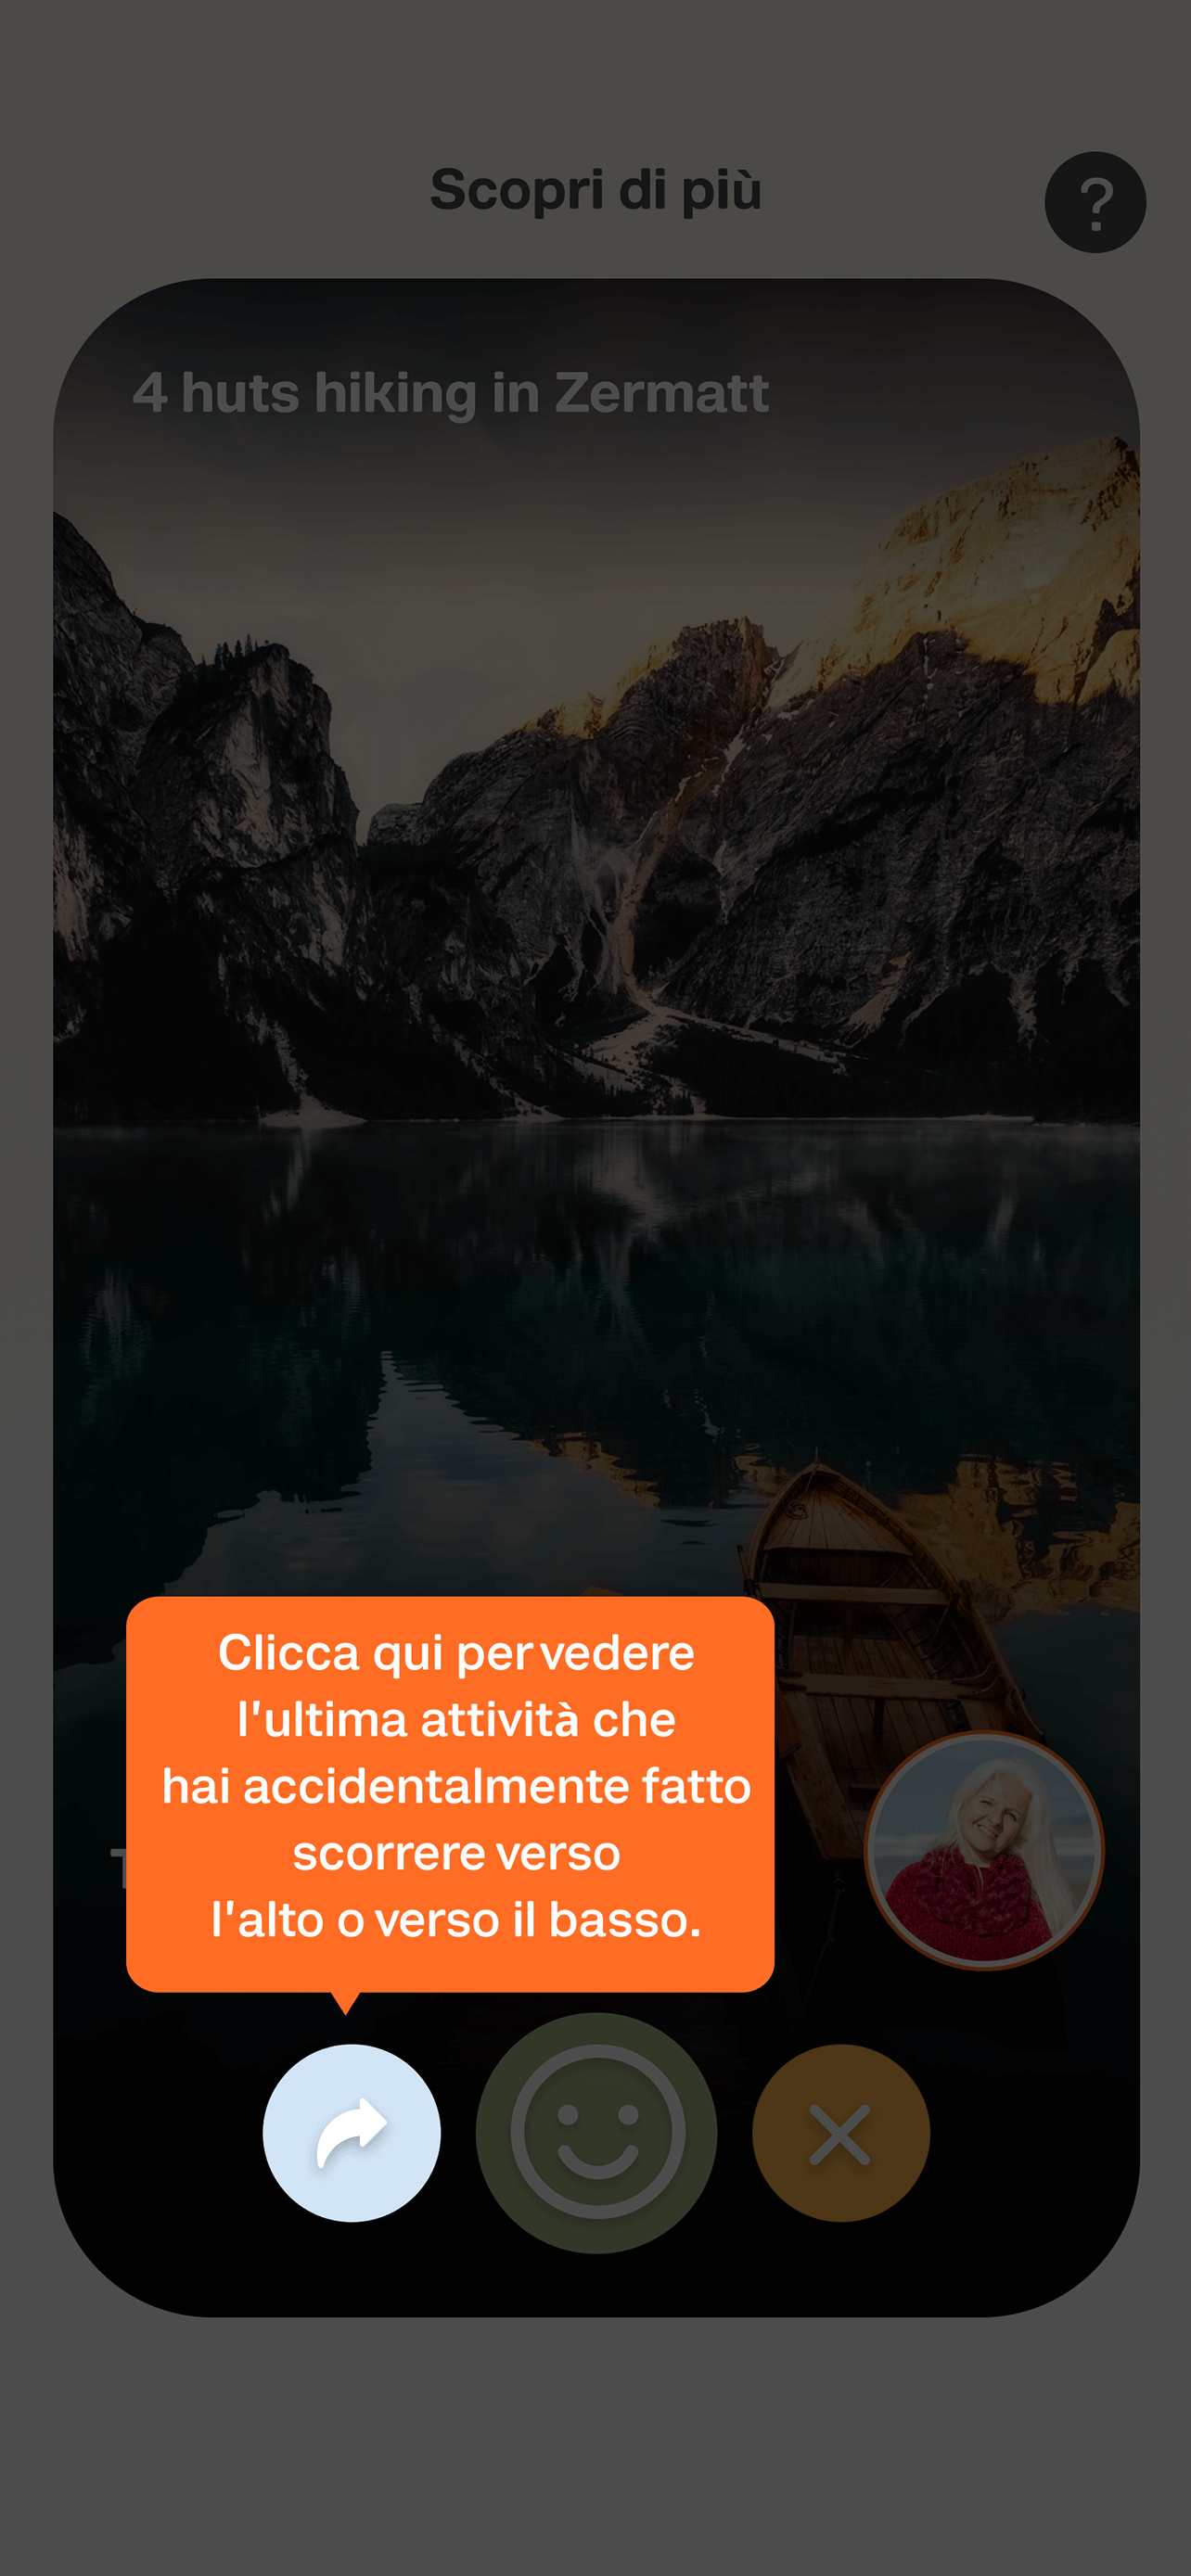 Scopri di più
?
4 huts hiking in Zermatt
Clicca qui per vedere
l'ultima attività che
hai accidentalmente fatto
scorrere verso
l'alto o verso il basso.